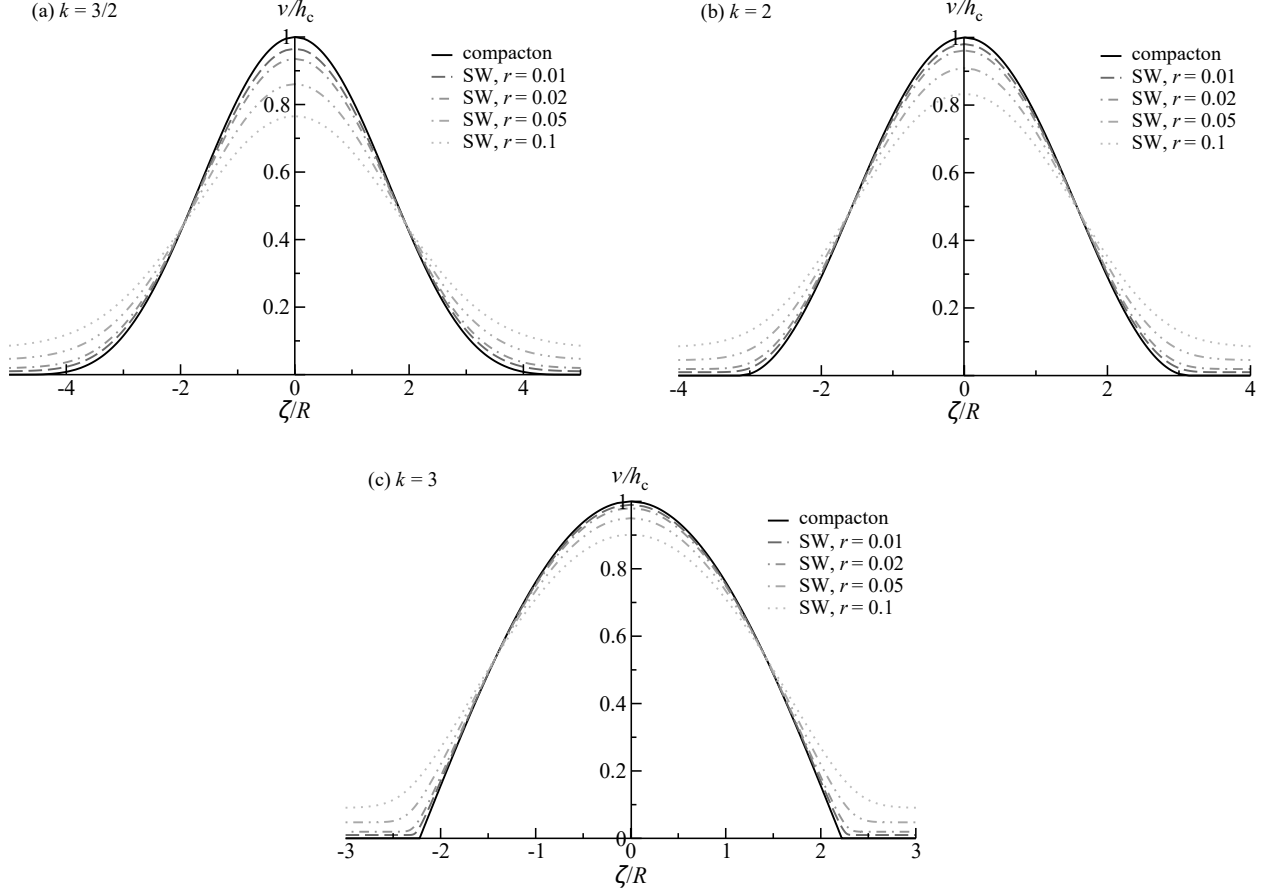 (a) k = 3/2
v/hc
1
0.8
0.6
0.4
0.2
-4 -2 0 2 4
ζ/R
compacton
SW, r = 0.01
SW, r = 0.02
SW, r = 0.05
SW, r = 0.1
(b) k = 2
v/hc
1
0.8
0.6
0.4
0.2
-4 -2 0 2 4
ζ/R
compacton
SW, r = 0.01
SW, r = 0.02
SW, r = 0.05
SW, r = 0.1
(c) k = 3
v/hc
1
0.8
0.6
0.4
0.2
0
-3 -2 -1 0 1 2 3
ζ/R
compacton
SW, r = 0.01
SW, r = 0.02
SW, r = 0.05
SW, r = 0.1